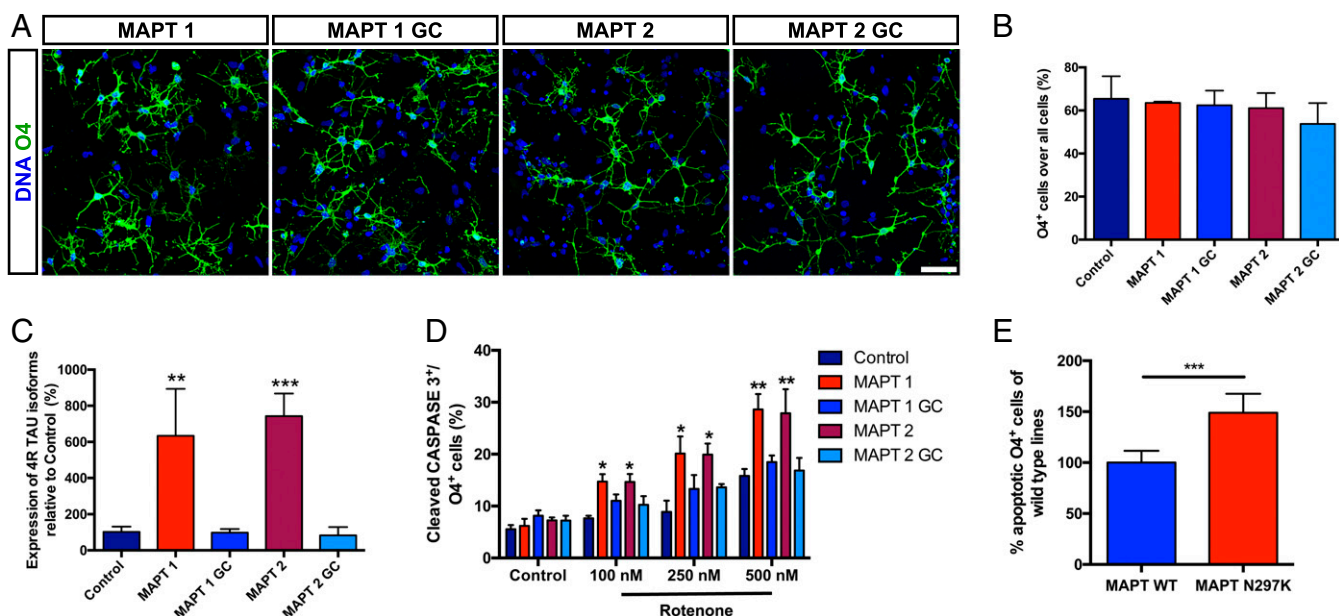 A
MAPT 1
MAPT 1 GC
MAPT 2
MAPT 2 GC
DNA O4
B
O4+ cells over all cells (%)
80
60
40
20
0
Control
MAPT 1
MAPT 1 GC
MAPT 2
MAPT 2 GC
C
Expression of 4R TAU isoforms
relative to Control (%)
1000
800
600
400
200
0
**
***
Control
MAPT 1
MAPT 1 GC
MAPT 2
MAPT 2 GC
D
Cleaved CASPASE 3+/
O4+ cells (%)
40
30
20
10
0
* *
* *
** **
Control
100 nM
250 nM
500 nM
Rotenone
Control
MAPT 1
MAPT 1 GC
MAPT 2
MAPT 2 GC
E
% apoptotic O4+ cells of
wild type lines
200
150
100
50
0
***
MAPT WT
MAPT N297K